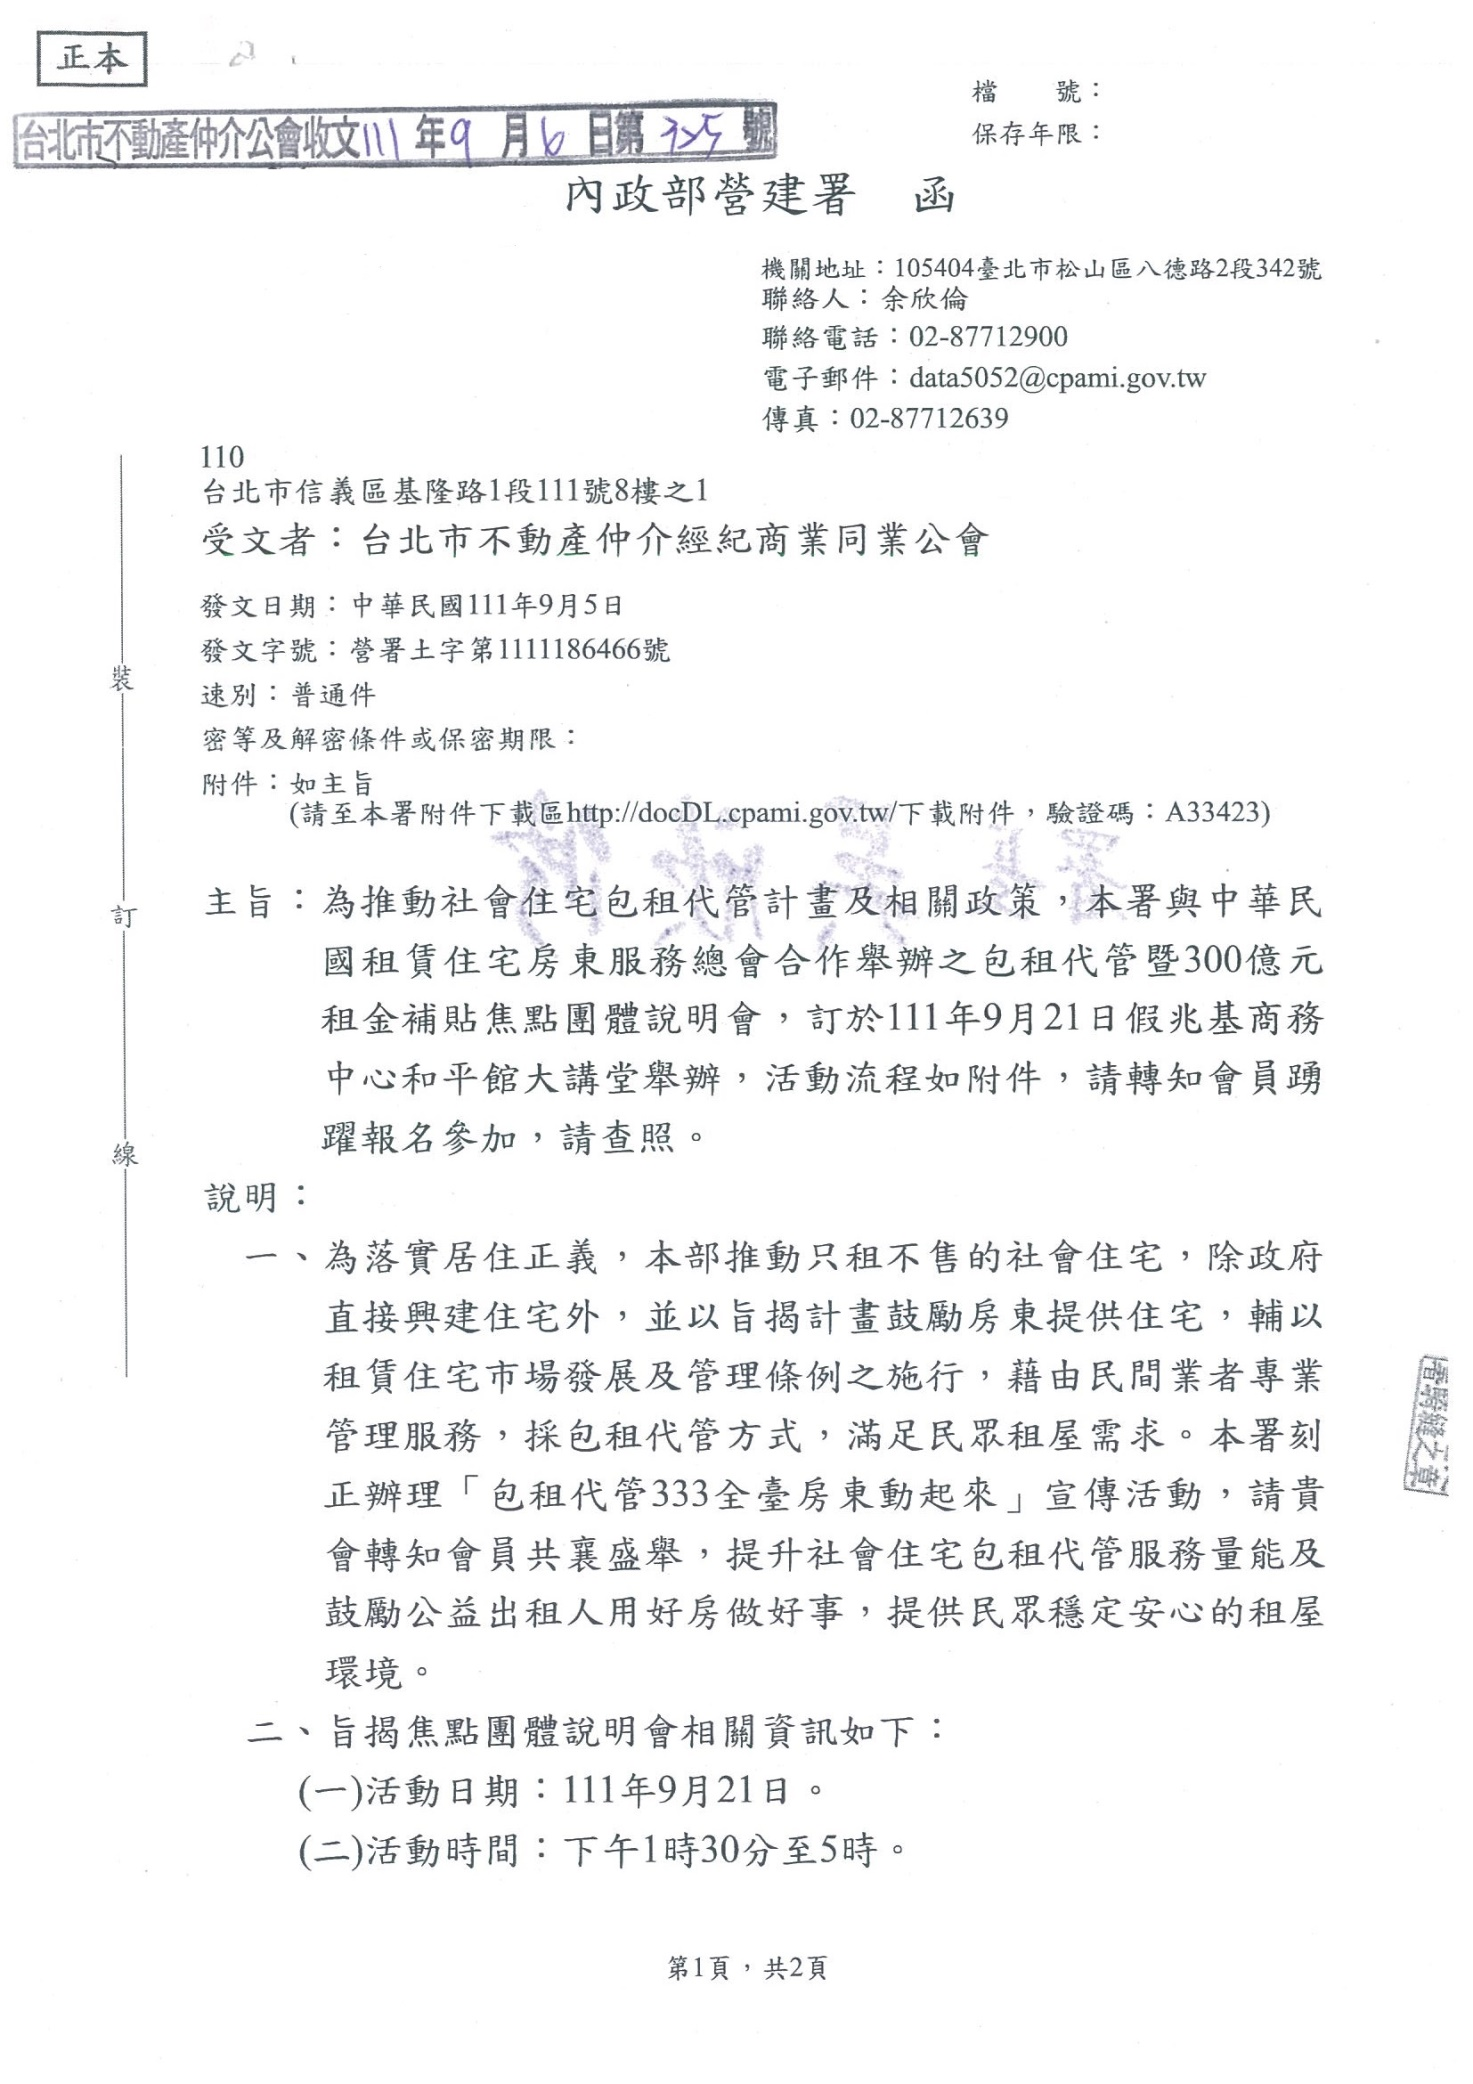 正本
檔　　號：
保存年限：
台北市不動產仲介公會收文111年9月6日第325號
內政部營建署　函
機關地址：105404臺北市松山區八德路2段342號
聯絡人：余欣倫
聯絡電話：02-87712900
電子郵件：data5052@cpami.gov.tw
傳真：02-87712639
110
台北市信義區基隆路1段111號8樓之1
受文者：台北市不動產仲介經紀商業同業公會
發文日期：中華民國111年9月5日
發文字號：營署土字第1111186466號
速別：普通件
密等及解密條件或保密期限：
附件：如主旨
(請至本署附件下載區http://docDL.cpami.gov.tw/下載附件，驗證碼：A33423)
主旨：為推動社會住宅包租代管計畫及相關政策，本署與中華民
國租賃住宅房東服務總會合作舉辦之包租代管暨300億元
租金補貼焦點團體說明會，訂於111年9月21日假兆基商務
中心和平館大講堂舉辦，活動流程如附件，請轉知會員踴
躍報名參加，請查照。
說明：
一、為落實居住正義，本部推動只租不售的社會住宅，除政府
直接興建住宅外，並以旨揭計畫鼓勵房東提供住宅，輔以
租賃住宅市場發展及管理條例之施行，藉由民間業者專業
管理服務，採包租代管方式，滿足民眾租屋需求。本署刻
正辦理「包租代管333全臺房東動起來」宣傳活動，請貴
會轉知會員共襄盛舉，提升社會住宅包租代管服務量能及
鼓勵公益出租人用好房做好事，提供民眾穩定安心的租屋
環境。
二、旨揭焦點團體說明會相關資訊如下：
(一)活動日期：111年9月21日。
(二)活動時間：下午1時30分至5時。
裝
訂
線
第1頁，共2頁